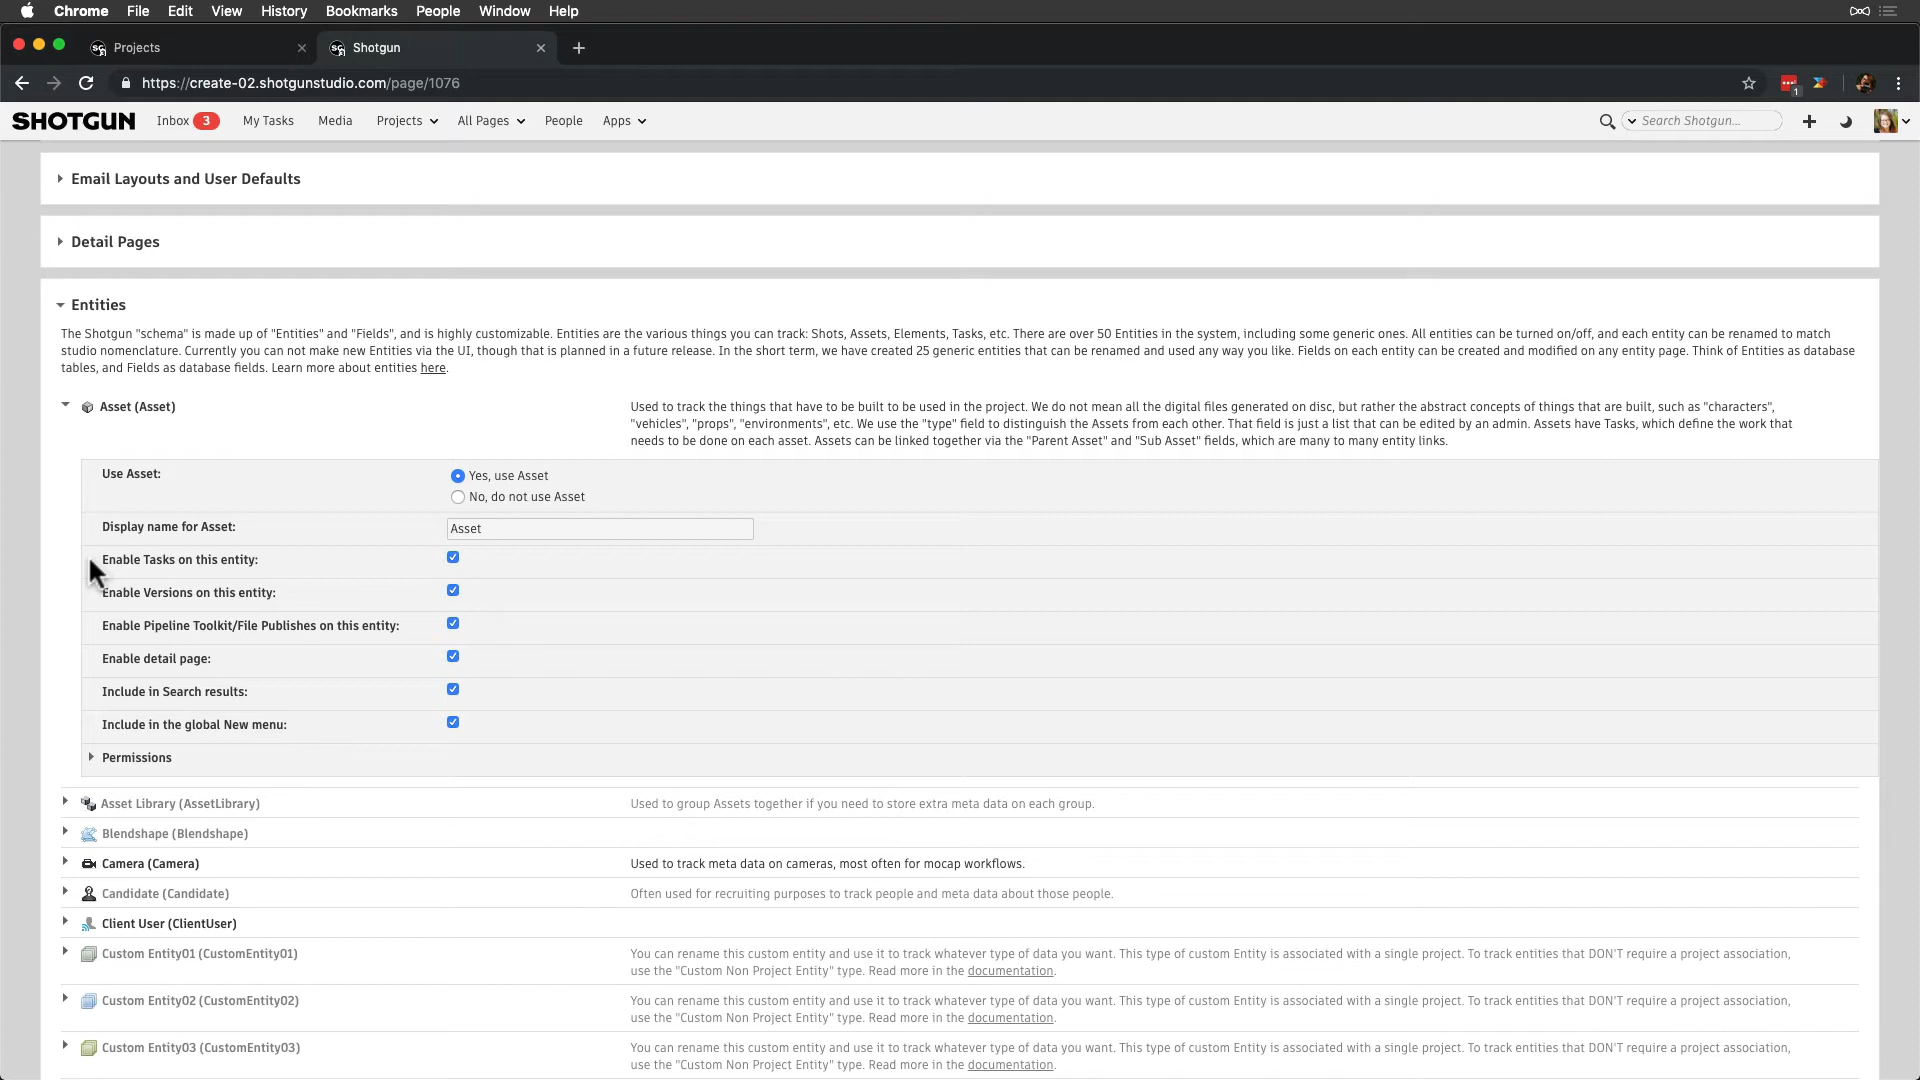 Chrome File Edit View History Bookmarks People Window Help
Projects
Shotgun
https://create-02.shotgunstudio.com/page/1076
1
SHOTGUN Inbox 3 My Tasks Media Projects All Pages People Apps Search Shotgun...
Email Layouts and User Defaults
Detail Pages
Entities
The Shotgun "schema" is made up of "Entities" and "Fields", and is highly customizable. Entities are the various things you can track: Shots, Assets, Elements, Tasks, etc. There are over 50 Entities in the system, including some generic ones. All entities can be turned on/off, and each entity can be renamed to match
studio nomenclature. Currently you can not make new Entities via the UI, though that is planned in a future release. In the short term, we have created 25 generic entities that can be renamed and used any way you like. Fields on each entity can be created and modified on any entity page. Think of Entities as database
tables, and Fields as database fields. Learn more about entities here.
Asset (Asset)
Used to track the things that have to be built to be used in the project. We do not mean all the digital files generated on disc, but rather the abstract concepts of things that are built, such as "characters",
"vehicles", "props", "environments", etc. We use the "type" field to distinguish the Assets from each other. That field is just a list that can be edited by an admin. Assets have Tasks, which define the work that
needs to be done on each asset. Assets can be linked together via the "Parent Asset" and "Sub Asset" fields, which are many to many entity links.
Use Asset:
Yes, use Asset
No, do not use Asset
Display name for Asset: Asset
Enable Tasks on this entity:
Enable Versions on this entity:
Enable Pipeline Toolkit/File Publishes on this entity:
Enable detail page:
Include in Search results:
Include in the global New menu:
Permissions
Asset Library (AssetLibrary) Used to group Assets together if you need to store extra meta data on each group.
Blendshape (Blendshape)
Camera (Camera) Used to track meta data on cameras, most often for mocap workflows.
Candidate (Candidate) Often used for recruiting purposes to track people and meta data about those people.
Client User (ClientUser)
Custom Entity01 (CustomEntity01) You can rename this custom entity and use it to track whatever type of data you want. This type of custom Entity is associated with a single project. To track entities that DON'T require a project association,
use the "Custom Non Project Entity" type. Read more in the documentation.
Custom Entity02 (CustomEntity02) You can rename this custom entity and use it to track whatever type of data you want. This type of custom Entity is associated with a single project. To track entities that DON'T require a project association,
use the "Custom Non Project Entity" type. Read more in the documentation.
Custom Entity03 (CustomEntity03) You can rename this custom entity and use it to track whatever type of data you want. This type of custom Entity is associated with a single project. To track entities that DON'T require a project association,
use the "Custom Non Project Entity" type. Read more in the documentation.